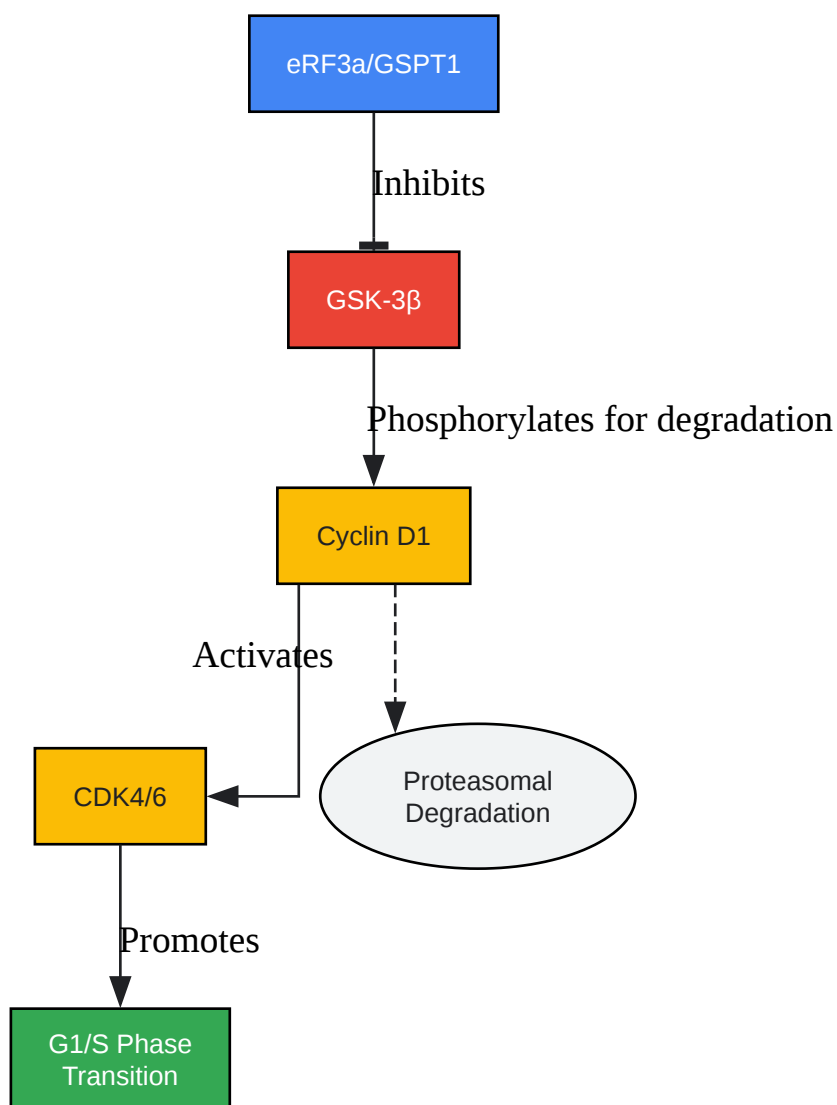 eRF3a/GSPT1
Inhibits
GSK-3β
Phosphorylates for degradation
Cyclin D1
Activates
Proteasomal
Degradation
CDK4/6
Promotes
G1/S Phase
Transition